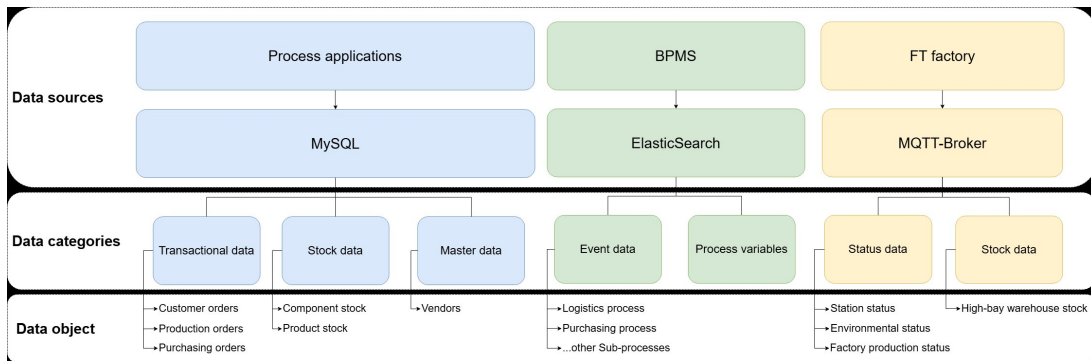 Process applications
BPMS
FT factory
Data sources
MySQL
ElasticSearch
MQTT-Broker
Data categories
Transactional data
Stock data
Master data
Event data
Process variables
Status data
Stock data
Data object
Customer orders
Production orders
Purchasing orders
Component stock
Product stock
Vendors
Logistics process
Purchasing process
...other Sub-processes
Station status
Environmental status
Factory production status
High-bay warehouse stock